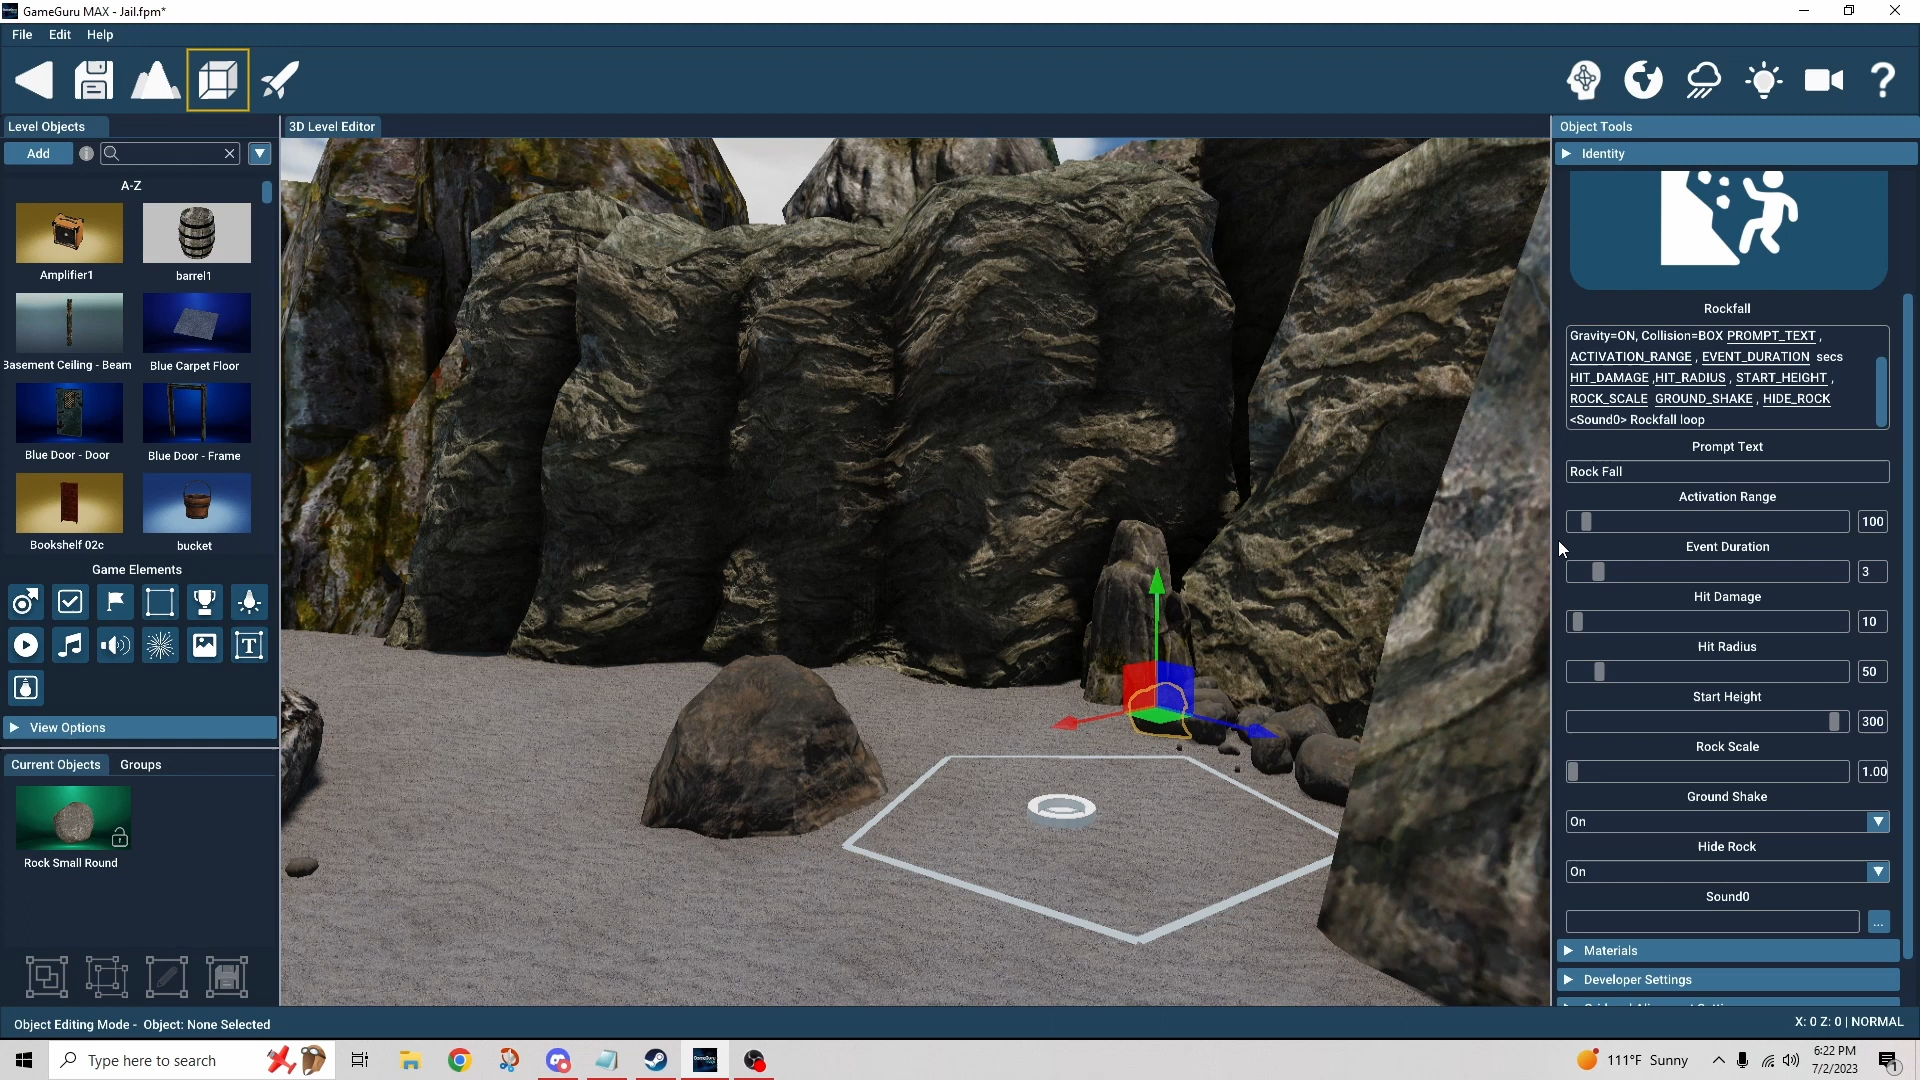 GameGuru MAX - Jail.fpm*
File Edit Help
Level Objects
3D Level Editor
Object Tools
Add
Identity
A-Z
Amplifier1
barrel1
Basement Ceiling - Beam
Blue Carpet Floor
Blue Door - Door
Blue Door - Frame
Bookshelf 02c
bucket
Game Elements
View Options
Current Objects Groups
Rock Small Round
Rockfall
Gravity=ON, Collision=BOX PROMPT_TEXT ,
ACTIVATION_RANGE , EVENT_DURATION secs
HIT_DAMAGE ,HIT_RADIUS , START_HEIGHT ,
ROCK_SCALE GROUND_SHAKE , HIDE_ROCK
<Sound0> Rockfall loop
Prompt Text
Rock Fall
Activation Range
100
Event Duration
3
Hit Damage
10
Hit Radius
50
Start Height
300
Rock Scale
1.00
Ground Shake
On
Hide Rock
On
Sound0
...
Materials
Developer Settings
Object Editing Mode - Object: None Selected
X: 0 Z: 0 | NORMAL
Type here to search
111°F Sunny
6:22 PM
7/2/2023